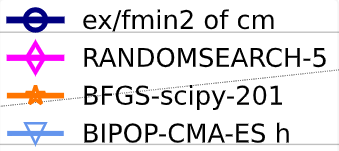 ex/fmin2 of cm
RANDOMSEARCH-5
BFGS-scipy-201
BIPOP-CMA-ES h